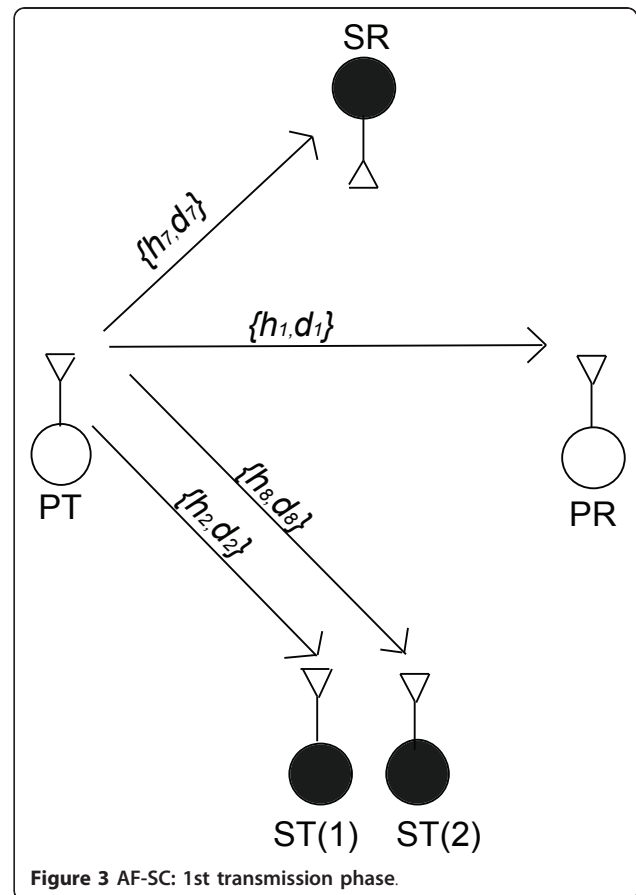 SR
{h₇,d₇}
{h₁,d₁}
PT
PR
{h₈,d₈}
{h₂,d₂}
ST(1) ST(2)
Figure 3 AF-SC: 1st transmission phase.